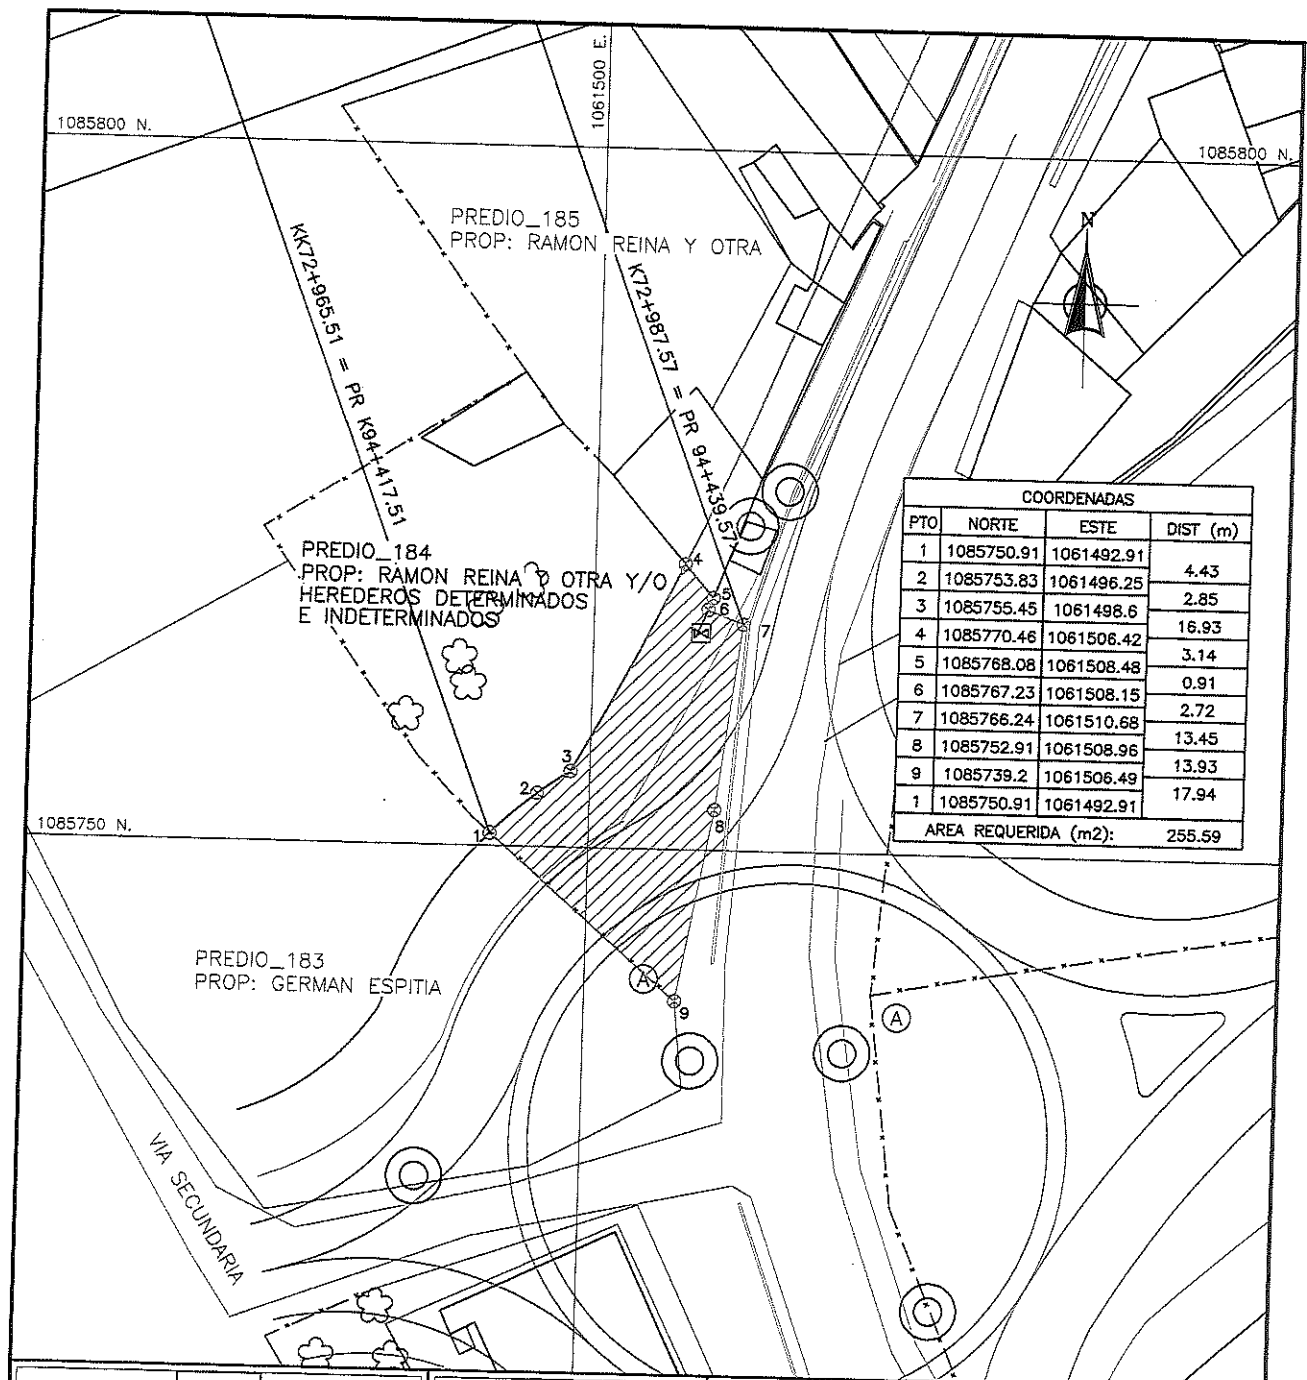 1061500 E.
1085800 N.
1085800 N.
PREDIO_185
PROP: RAMON REINA Y OTRA
N
KK72+965.51 = PR K94+417.51
K72+987.57 = PR 94+439.57
PREDIO_184
PROP: RAMON REINA Y OTRA Y/O
HEREDEROS DETERMINADOS
E INDETERMINADOS
COORDENADAS
PTO NORTE ESTE DIST (m)
1 1085750.91 1061492.91
4.43
2 1085753.83 1061496.25
2.85
3 1085755.45 1061498.6
16.93
4 1085770.46 1061506.42
3.14
5 1085768.08 1061508.48
0.91
6 1085767.23 1061508.15
2.72
7 1085766.24 1061510.68
13.45
8 1085752.91 1061508.96
13.93
9 1085739.2 1061506.49
17.94
1 1085750.91 1061492.91
AREA REQUERIDA (m2): 255.59
4
5
6
7
3
2
1
8
9
1085750 N.
PREDIO_183
PROP: GERMAN ESPITIA
A
A
VIA SECUNDARIA